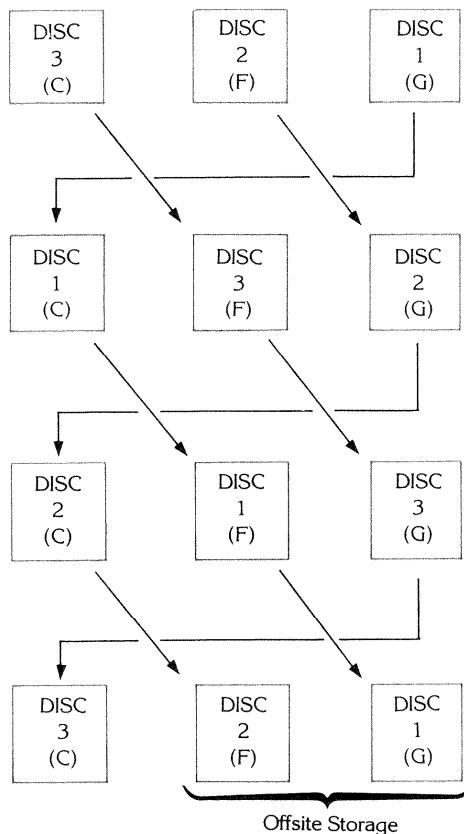 DISC
3
(C)
DISC
2
(F)
DISC
1
(G)
DISC
1
(C)
DISC
3
(F)
DISC
2
(G)
DISC
2
(C)
DISC
1
(F)
DISC
3
(G)
DISC
3
(C)
DISC
2
(F)
DISC
1
(G)
Offsite Storage